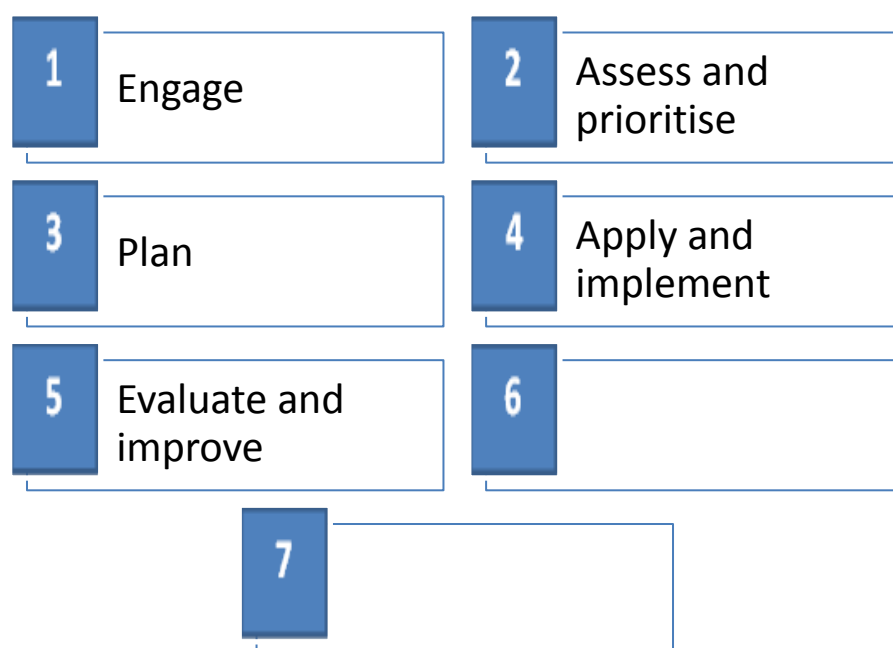 1
Engage
2
Assess and
prioritise
3
Plan
4
Apply and
implement
5
Evaluate and
improve
6
7